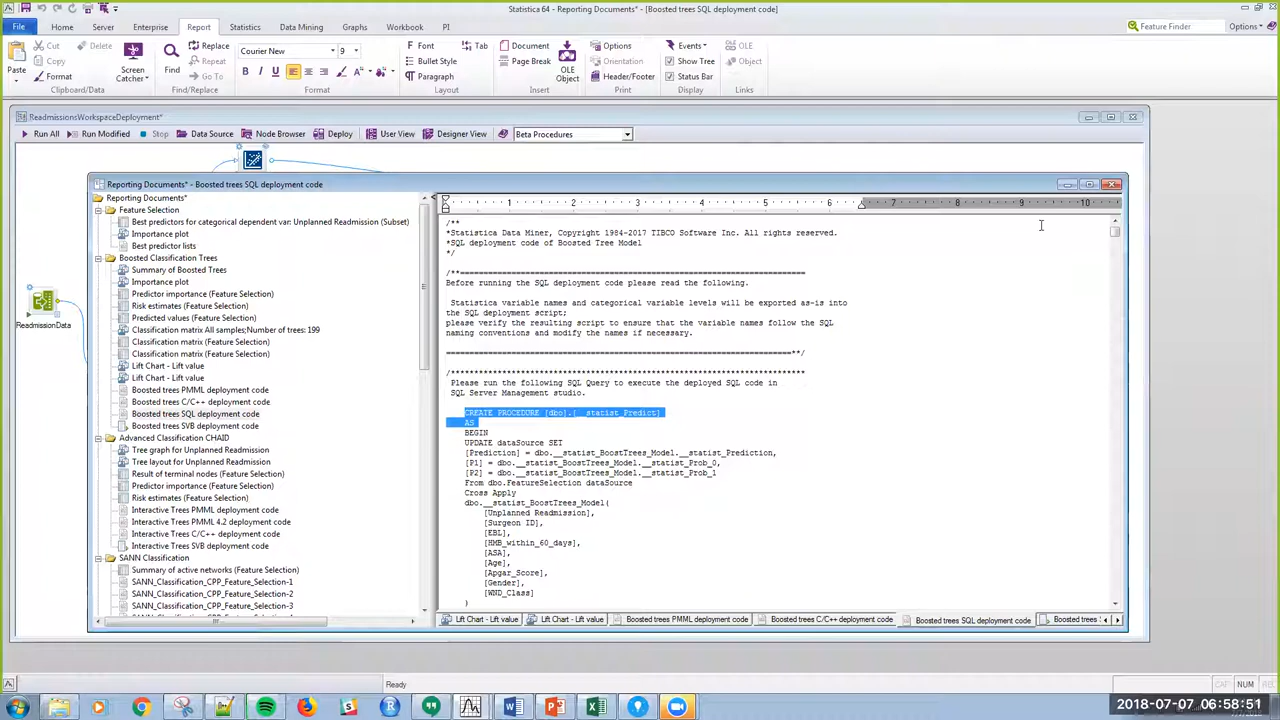 Statistica 64 - Reporting Documents* - [Boosted trees SQL deployment code]
File Home Server Enterprise Report Statistics Data Mining Graphs Workbook PF Feature Finder Options
Paste Cut Copy Format Delete Screen Catcher Clipboard/Data
Find Replace Repeat Go To Find/Replace
Courier New 9 B I U Format
Font Tab Bullet Style Paragraph Layout
Document Page Break OLE Object Insert
Options Orientation Header/Footer Print
Events Show Tree Status Bar Display
OLE Object Links
ReadmissionsWorkspaceDeployment*
Run All Run Modified Stop Data Source Node Browser Deploy User View Designer View Beta Procedures
ReadmissionData
Reporting Documents* - Boosted trees SQL deployment code
Reporting Documents*
Feature Selection
Best predictors for categorical dependent var: Unplanned Readmission (Subset)
Importance plot
Best predictor lists
Boosted Classification Trees
Summary of Boosted Trees
Importance plot
Predictor importance (Feature Selection)
Risk estimates (Feature Selection)
Predicted values (Feature Selection)
Classification matrix All samples;Number of trees: 199
Classification matrix (Feature Selection)
Classification matrix (Feature Selection)
Lift Chart - Lift value
Lift Chart - Lift value
Boosted trees PMML deployment code
Boosted trees C/C++ deployment code
Boosted trees SQL deployment code
Boosted trees SVB deployment code
Advanced Classification CHAID
Tree graph for Unplanned Readmission
Tree layout for Unplanned Readmission
Result of terminal nodes (Feature Selection)
Predictor importance (Feature Selection)
Risk estimates (Feature Selection)
Interactive Trees PMML deployment code
Interactive Trees PMML 4.2 deployment code
Interactive Trees C/C++ deployment code
Interactive Trees SVB deployment code
SANN Classification
Summary of active networks (Feature Selection)
SANN_Classification_CPP_Feature_Selection-1
SANN_Classification_CPP_Feature_Selection-2
SANN_Classification_CPP_Feature_Selection-3
1 2 3 4 5 6 7 8 9 10
/**
*Statistica Data Miner, Copyright 1984-2017 TIBCO Software Inc. All rights reserved.
*SQL deployment code of Boosted Tree Model
*/
Before running the SQL deployment code please read the following.
Statistica variable names and categorical variable levels will be exported as-is into
the SQL deployment script;
please verify the resulting script to ensure that the variable names follow the SQL
naming conventions and modify the names if necessary.
Please run the following SQL Query to execute the deployed SQL code in
SQL Server Management studio.
CREATE PROCEDURE [dbo].[__statist_Predict]
AS
BEGIN
UPDATE dataSource SET
[Prediction] = dbo.__statist_BoostTrees_Model.__statist_Prediction,
[P1] = dbo.__statist_BoostTrees_Model.__statist_Prob_0,
[P2] = dbo.__statist_BoostTrees_Model.__statist_Prob_1
From dbo.FeatureSelection dataSource
Cross Apply
dbo.__statist_BoostTrees_Model(
[Unplanned Readmission],
[Surgeon ID],
[EBL],
[HMB_within_60_days],
[ASA],
[Age],
[Apgar_Score],
[Gender],
[WND_Class]
)
Lift Chart - Lift value Lift Chart - Lift value Boosted trees PMML deployment code Boosted trees C/C++ deployment code Boosted trees SQL deployment code Boosted trees
Ready CAP NUM
2018-07-07 06:58:51